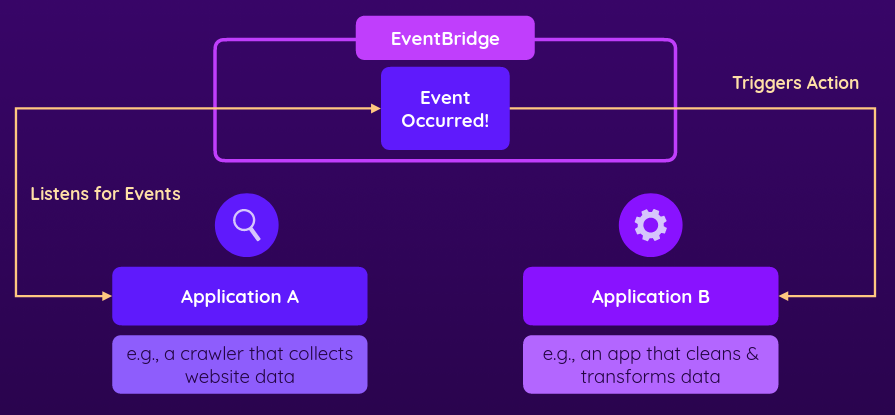 EventBridge
Event
Occurred!
Triggers Action
Listens for Events
Application A
Application B
e.g., a crawler that collects
website data
e.g., an app that cleans &
transforms data